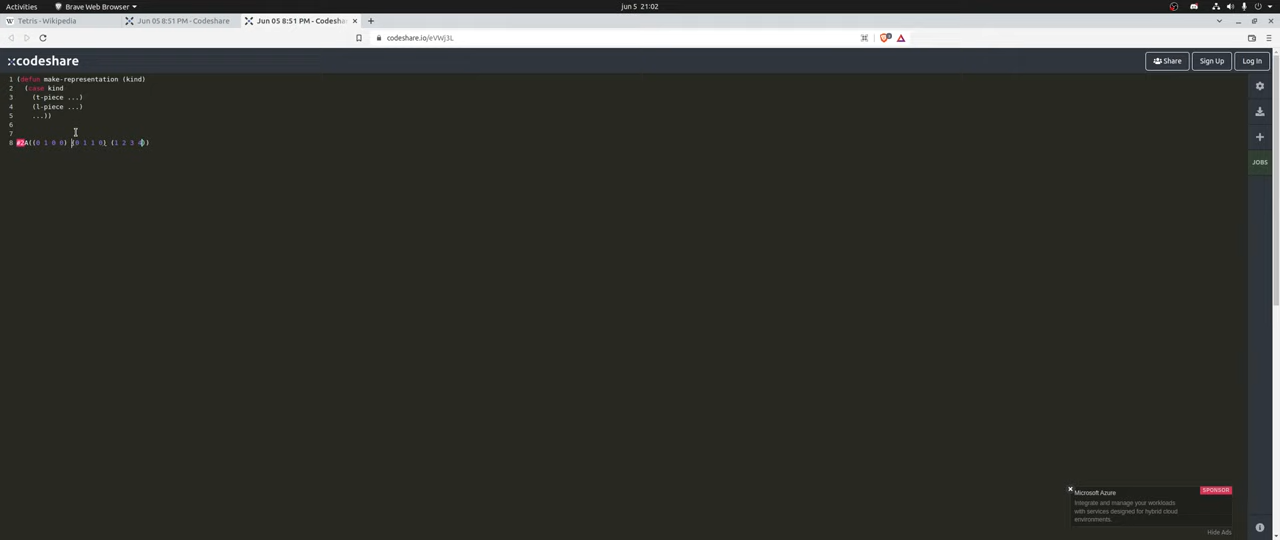 Activities Brave Web Browser jun 5 21:02
Tetris - Wikipedia Jun 05 8:51 PM - Codeshare Jun 05 8:51 PM - Codesha
codeshare.io/eVWj3L
::codeshare Share Sign Up Log In
1 (defun make-representation (kind)
2 (case kind
3 (t-piece ...)
4 (l-piece ...)
5 ...))
6
7
8 #2A((0 1 0 0) (0 1 1 0) (1 2 3 4))
JOBS
Microsoft Azure SPONSOR
Integrate and manage your workloads
with services designed for hybrid cloud
environments.
Hide Ads